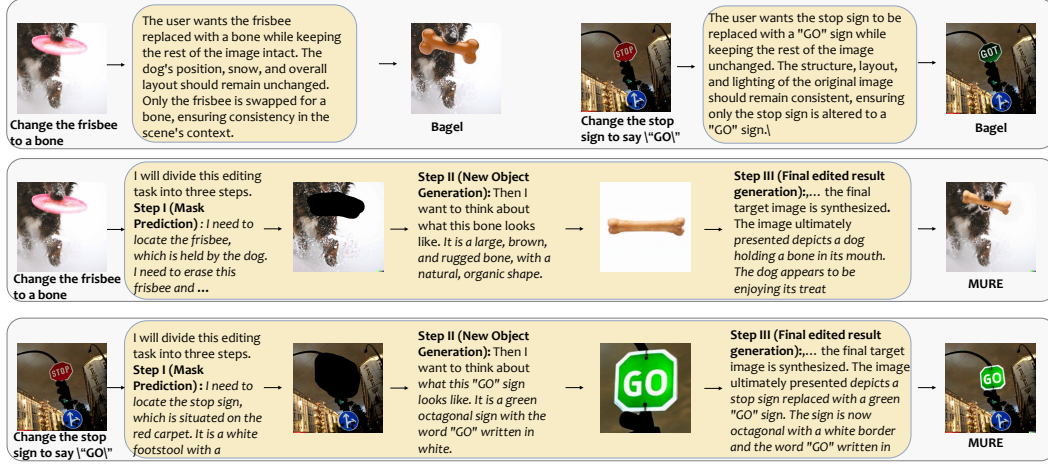 The user wants the frisbee
replaced with a bone while keeping
the rest of the image intact. The
dog's position, snow, and overall
layout should remain unchanged.
Only the frisbee is swapped for a
bone, ensuring consistency in the
scene's context.
Change the frisbee
to a bone
Bagel
STOP
The user wants the stop sign to be
replaced with a "GO" sign while
keeping the rest of the image
unchanged. The structure, layout,
and lighting of the original image
should remain consistent, ensuring
only the stop sign is altered to a
"GO" sign.\
GOT
Change the stop
sign to say \"GO\"
Bagel
I will divide this editing
task into three steps.
Step I (Mask
Prediction) : I need to
locate the frisbee,
which is held by the dog.
I need to erase this
frisbee and ...
Step II (New Object
Generation): Then I
want to think about
what this bone looks
like. It is a large, brown,
and rugged bone, with a
natural, organic shape.
Step III (Final edited result
generation):,... the final
target image is synthesized.
The image ultimately
presented depicts a dog
holding a bone in its mouth.
The dog appears to be
enjoying its treat
Change the frisbee
to a bone
MURE
STOP
I will divide this editing
task into three steps.
Step I (Mask
Prediction) : I need to
locate the stop sign,
which is situated on the
red carpet. It is a white
footstool with a
Step II (New Object
Generation): Then I
want to think about
what this "GO" sign
looks like. It is a green
octagonal sign with the
word "GO" written in
white.
GO
Step III (Final edited result
generation):,... the final target
image is synthesized. The image
ultimately presented depicts a
stop sign replaced with a green
"GO" sign. The sign is now
octagonal with a white border
and the word "GO" written in
GO
Change the stop
sign to say \"GO\"
MURE